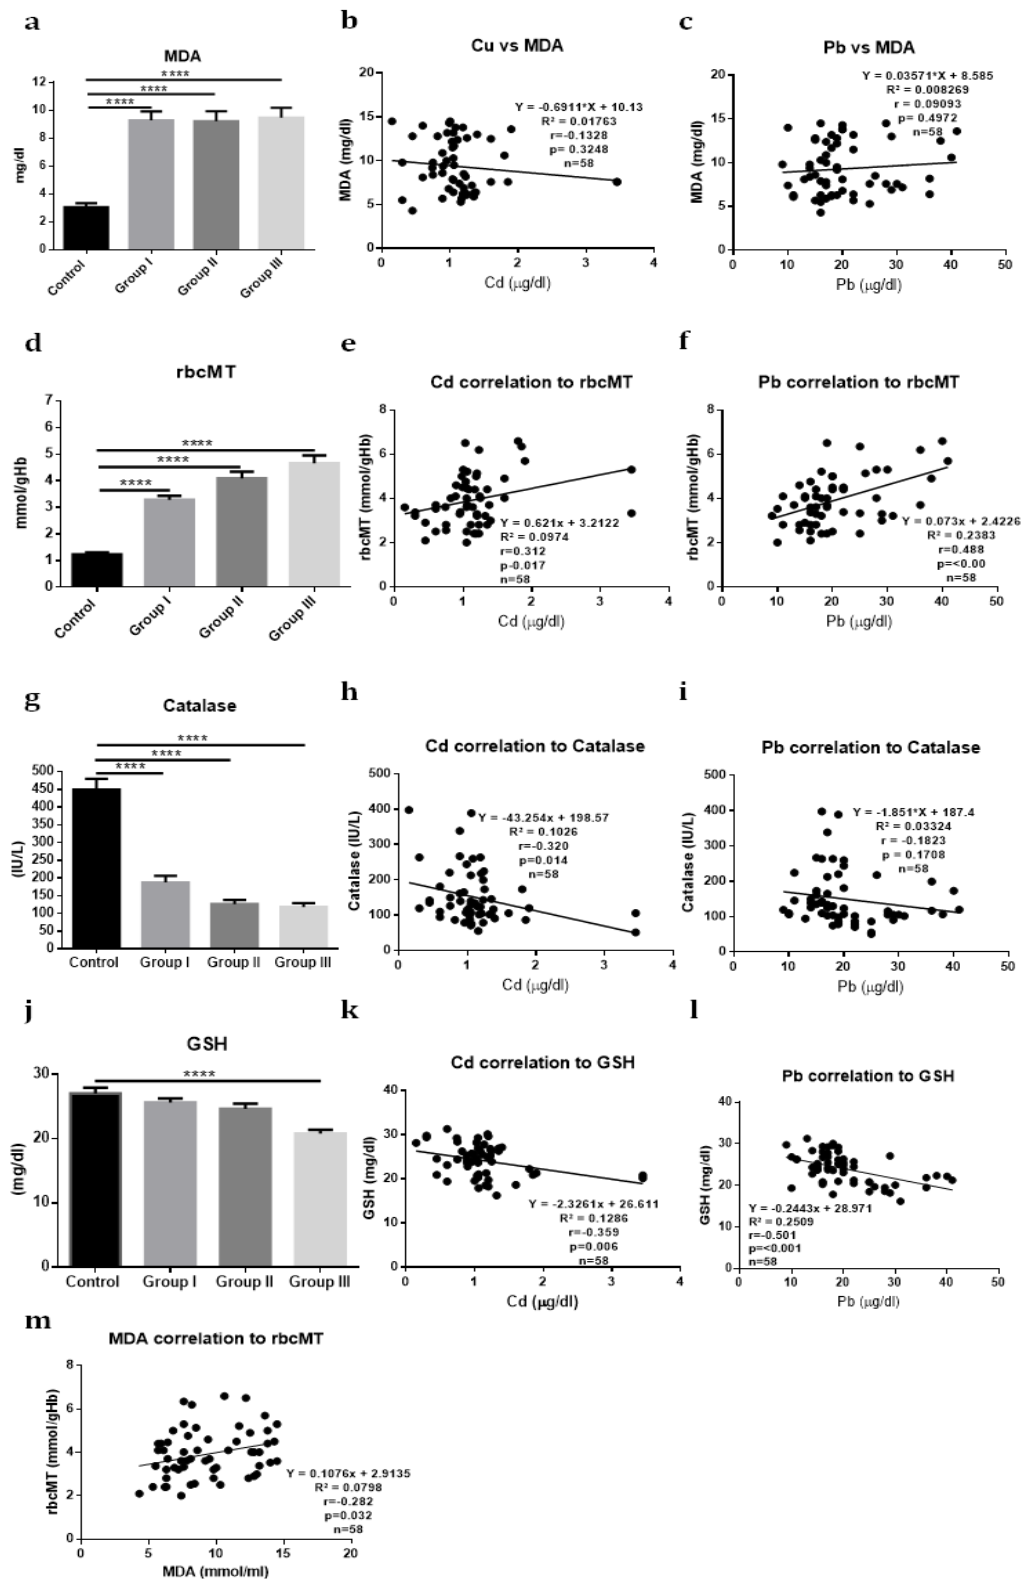 a
MDA
****
****
****
12
10
8
6
4
2
0
mg/dl
Control
Group I
Group II
Group III
b
Cu vs MDA
20
15
10
5
0
MDA (mg/dl)
Y = -0.6911*X + 10.13
R² = 0.01763
r=-0.1328
p= 0.3248
n=58
0 1 2 3 4
Cd (µg/dl)
c
Pb vs MDA
20
15
10
5
0
MDA (mg/dl)
Y = 0.03571*X + 8.585
R² = 0.008269
r = 0.09093
p= 0.4972
n=58
0 10 20 30 40 50
Pb (µg/dl)
d
rbcMT
7
6
5
4
3
2
1
0
mmol/gHb
****
****
****
Control
Group I
Group II
Group III
e
Cd correlation to rbcMT
8
6
4
2
0
rbcMT (mmol/gHb)
Y = 0.621x + 3.2122
R² = 0.0974
r=0.312
p-0.017
n=58
0 1 2 3 4
Cd (µg/dl)
f
Pb correlation to rbcMT
8
6
4
2
0
rbcMT (mmol/gHb)
Y = 0.073x + 2.4226
R² = 0.2383
r=0.488
p=<0.00
n=58
0 10 20 30 40 50
Pb (µg/dl)
g
Catalase
****
****
****
500
450
400
350
300
250
200
150
100
50
0
(IU/L)
Control Group I Group II Group III
h
Cd correlation to Catalase
500
400
300
200
100
0
Catalase (IU/L)
Y = -43.254x + 198.57
R² = 0.1026
r=-0.320
p=0.014
n=58
0 1 2 3 4
Cd (µg/dl)
i
Pb correlation to Catalase
500
400
300
200
100
0
Catalase (IU/L)
Y = -1.851*X + 187.4
R² = 0.03324
r = -0.1823
p = 0.1708
n=58
0 10 20 30 40 50
Pb (µg/dl)
j
GSH
****
30
20
10
0
(mg/dl)
Control Group I Group II Group III
k
Cd correlation to GSH
40
30
20
10
0
GSH (mg/dl)
Y = -2.3261x + 26.611
R² = 0.1286
r=-0.359
p=0.006
n=58
0 1 2 3 4
Cd (µg/dl)
l
Pb correlation to GSH
40
30
20
10
0
GSH (mg/dl)
Y = -0.2443x + 28.971
R² = 0.2509
r=-0.501
p=<0.001
n=58
0 10 20 30 40 50
Pb (µg/dl)
m
MDA correlation to rbcMT
8
6
4
2
0
rbcMT (mmol/gHb)
Y = 0.1076x + 2.9135
R² = 0.0798
r=-0.282
p=0.032
n=58
0 5 10 15 20
MDA (mmol/ml)